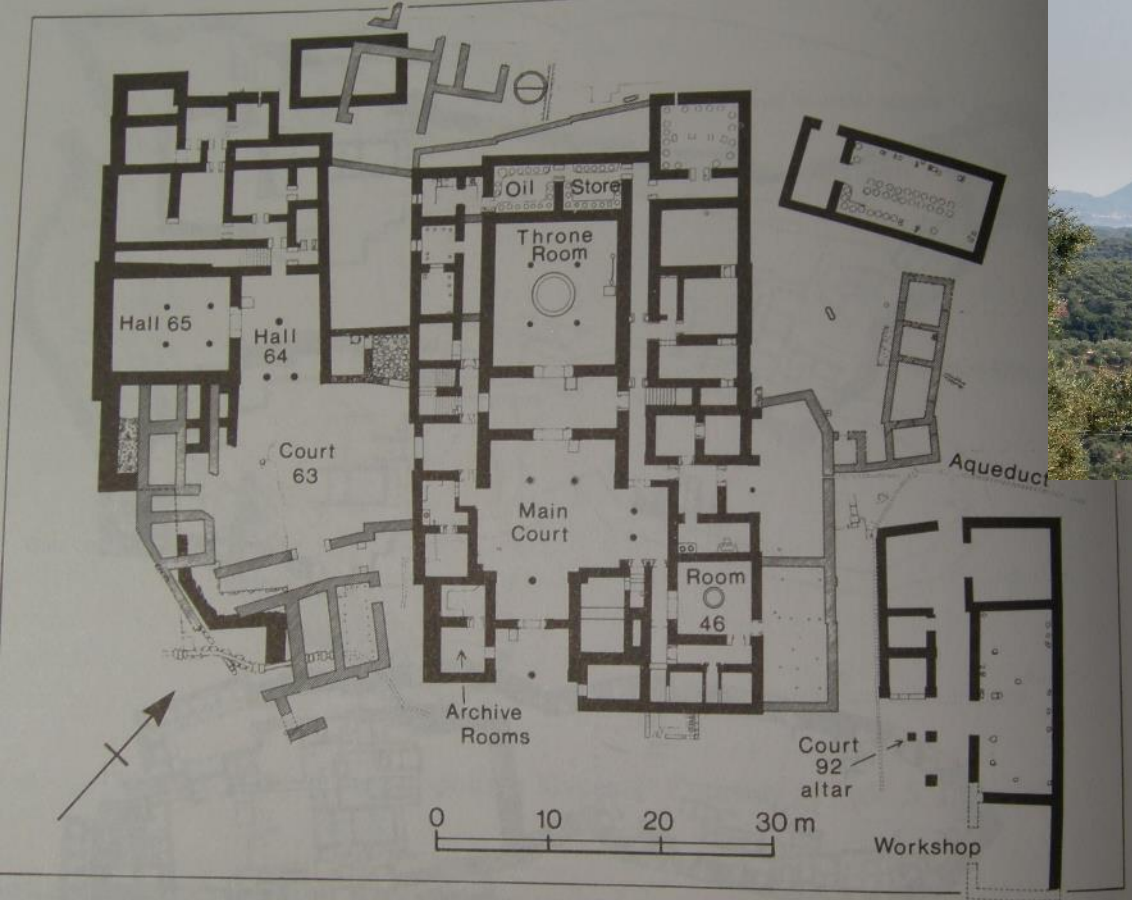 Oil
Store
Throne
Room
Hall 65
Hall
64
Court
63
Aqueduct
Main
Court
Room
46
Archive
Rooms
Court
92
altar
0 10 20 30 m
Workshop